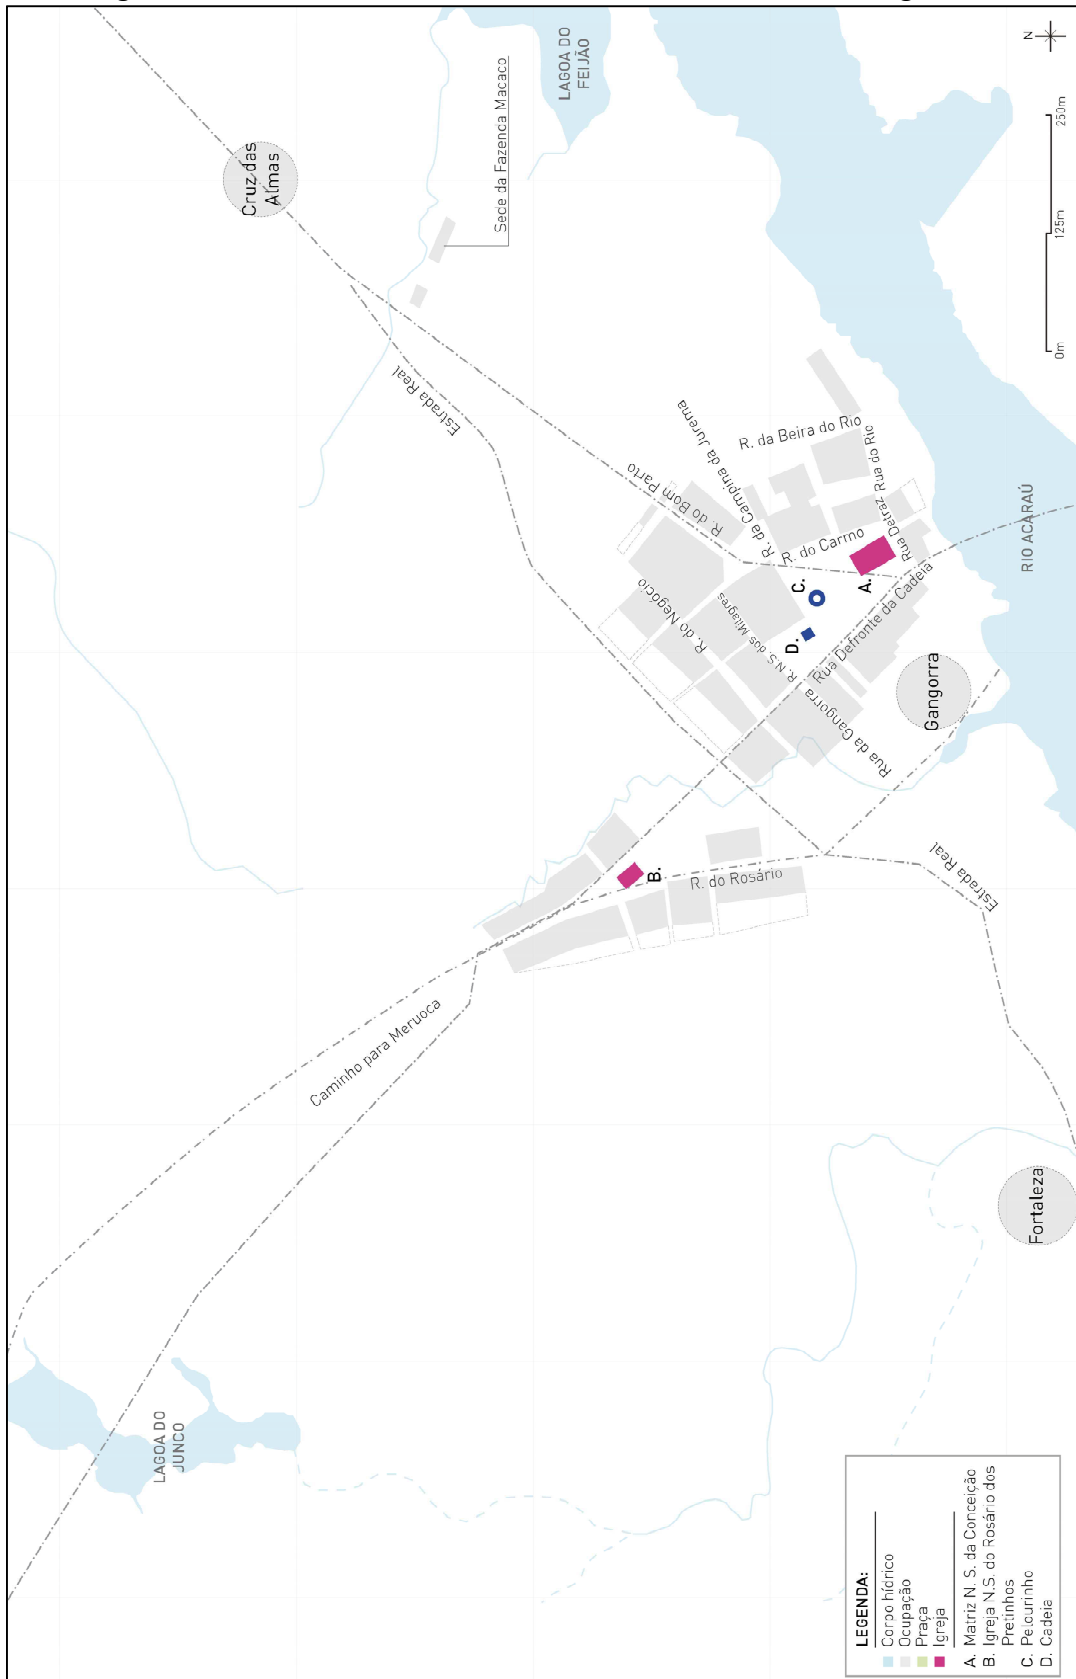 LAGOA DO
FEIJÃO
N
Sede da Fazenda Macaco
250m
125m
0m
Cruz das
Almas
Estrada Real
R. da Campina da Jurema
R. da Beira do Rio
R. do Bom Parto
Rua Detraz Rua do Rio
R. do Carmo
RIO ACARAÚ
R. do Negócio
R. N.S. dos Milagres
C.
A.
D.
Rua Defronte da Cadeia
Rua da Gangorra
Gangorra
B.
R. do Rosário
Estrada Real
Caminho para Meruoca
Fortaleza
LAGOA DO
JUNCO
LEGENDA:
Corpo hídrico
Ocupação
Praça
Igreja
A. Matriz N. S. da Conceição
B. Igreja N.S. do Rosário dos
Pretinhos
C. Pelourinho
D. Cadeia